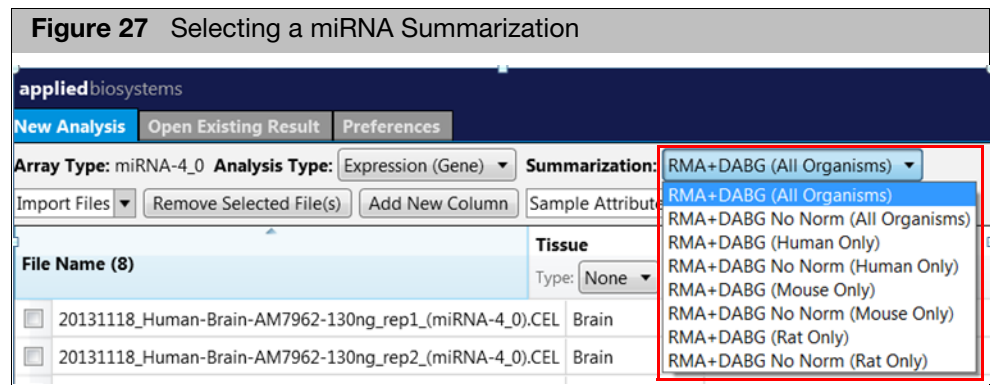 Figure 27 Selecting a miRNA Summarization
appliedbiosystems
New Analysis Open Existing Result Preferences
Array Type: miRNA-4_0 Analysis Type: Expression (Gene) Summarization: RMA+DABG (All Organisms)
Import Files Remove Selected File(s) Add New Column Sample Attribute
RMA+DABG (All Organisms)
RMA+DABG No Norm (All Organisms)
RMA+DABG (Human Only)
RMA+DABG No Norm (Human Only)
RMA+DABG (Mouse Only)
RMA+DABG No Norm (Mouse Only)
RMA+DABG (Rat Only)
RMA+DABG No Norm (Rat Only)
File Name (8)
Tissue
Type: None
20131118_Human-Brain-AM7962-130ng_rep1_(miRNA-4_0).CEL Brain
20131118_Human-Brain-AM7962-130ng_rep2_(miRNA-4_0).CEL Brain